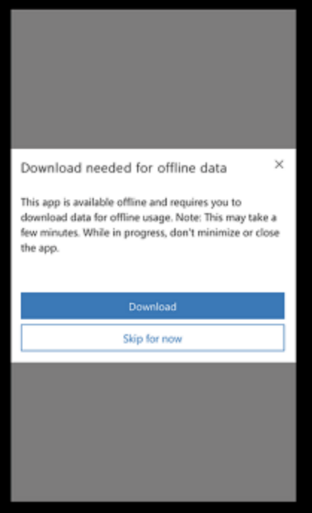 Download needed for offline data
This app is available offline and requires you to
download data for offline usage. Note: This may take a
few minutes. While in progress, don't minimize or close
the app.
Download
Skip for now